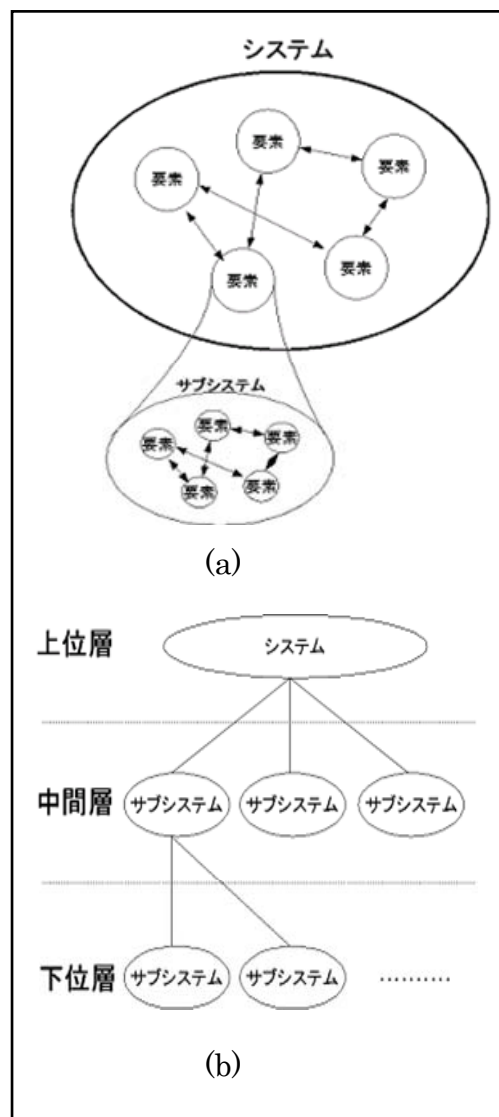 システム
要素
要素
要素
要素
要素
サブシステム
要素
要素
要素
要素
要素
(a)
上位層
システム
中間層
サブシステム サブシステム サブシステム
下位層
サブシステム サブシステム ..........
(b)